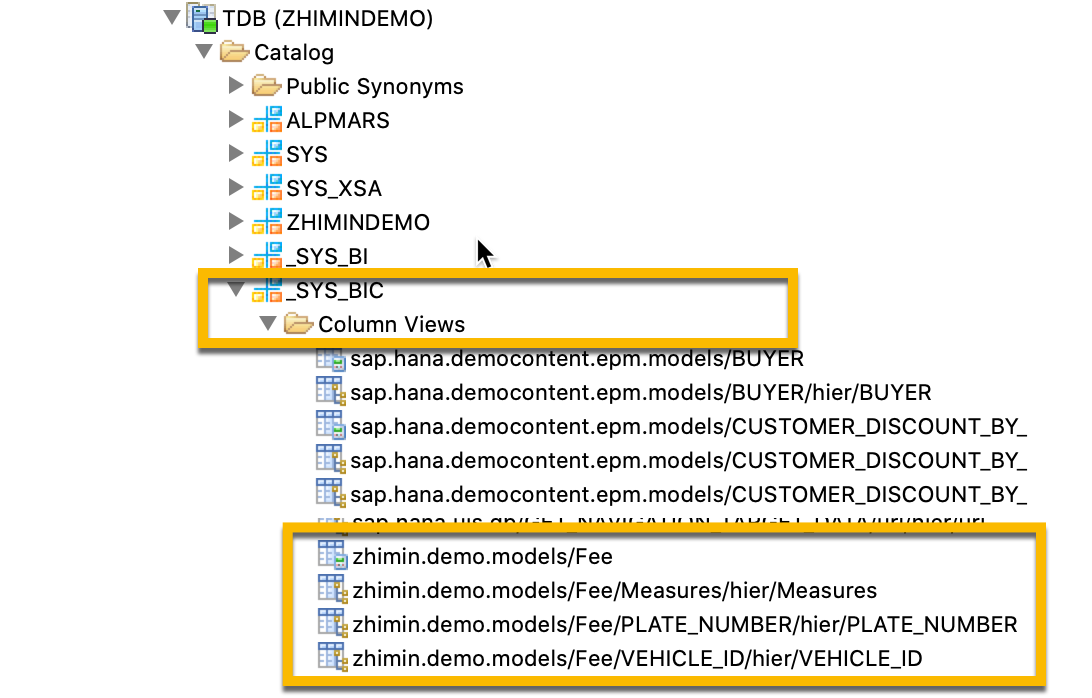 TDB (ZHIMINDEMO)
Catalog
Public Synonyms
ALPMARS
SYS
SYS_XSA
ZHIMINDEMO
_SYS_BI
_SYS_BIC
Column Views
sap.hana.democontent.epm.models/BUYER
sap.hana.democontent.epm.models/BUYER/hier/BUYER
sap.hana.democontent.epm.models/CUSTOMER_DISCOUNT_BY_
sap.hana.democontent.epm.models/CUSTOMER_DISCOUNT_BY_
sap.hana.democontent.epm.models/CUSTOMER_DISCOUNT_BY_
zhimin.demo.models/Fee
zhimin.demo.models/Fee/Measures/hier/Measures
zhimin.demo.models/Fee/PLATE_NUMBER/hier/PLATE_NUMBER
zhimin.demo.models/Fee/VEHICLE_ID/hier/VEHICLE_ID